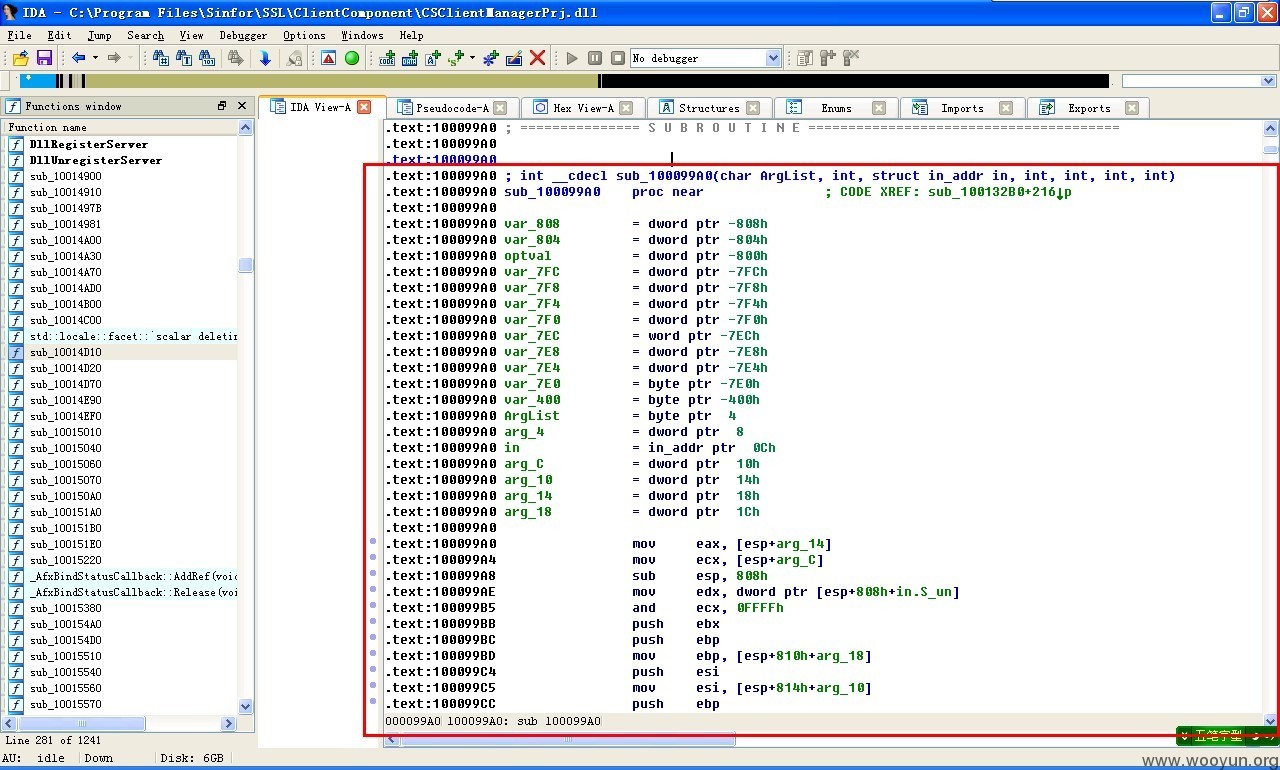 IDA - C:\Program Files\Sinfor\SSL\ClientComponent\CSClientManagerPrj.dll
File Edit Jump Search View Debugger Options Windows Help
No debugger
Functions window
IDA View-A
Pseudocode-A
Hex View-A
Structures
Enums
Imports
Exports
Function name
DllRegisterServer
DllUnregisterServer
sub_10014900
sub_10014910
sub_1001497B
sub_10014981
sub_10014A00
sub_10014A30
sub_10014A70
sub_10014AD0
sub_10014B00
sub_10014C00
std::locale::facet::`scalar deletin
sub_10014D10
sub_10014D20
sub_10014D70
sub_10014E90
sub_10014EF0
sub_10015010
sub_10015040
sub_10015060
sub_10015070
sub_100150A0
sub_100151A0
sub_100151B0
sub_100151E0
sub_10015220
_AfxBindStatusCallback::AddRef(voi
_AfxBindStatusCallback::Release(voi
sub_10015380
sub_100154A0
sub_100154D0
sub_10015510
sub_10015540
sub_10015560
sub_10015570
Line 281 of 1241
.text:100099A0 ; =============== S U B R O U T I N E =======================================
.text:100099A0
.text:100099A0
.text:100099A0 ; int __cdecl sub_100099A0(char ArgList, int, struct in_addr in, int, int, int, int)
.text:100099A0 sub_100099A0 proc near ; CODE XREF: sub_100132B0+216↓p
.text:100099A0
.text:100099A0 var_808 = dword ptr -808h
.text:100099A0 var_804 = dword ptr -804h
.text:100099A0 optval = dword ptr -800h
.text:100099A0 var_7FC = dword ptr -7FCh
.text:100099A0 var_7F8 = dword ptr -7F8h
.text:100099A0 var_7F4 = dword ptr -7F4h
.text:100099A0 var_7F0 = dword ptr -7F0h
.text:100099A0 var_7EC = word ptr -7ECh
.text:100099A0 var_7E8 = dword ptr -7E8h
.text:100099A0 var_7E4 = dword ptr -7E4h
.text:100099A0 var_7E0 = byte ptr -7E0h
.text:100099A0 var_400 = byte ptr -400h
.text:100099A0 ArgList = byte ptr 4
.text:100099A0 arg_4 = dword ptr 8
.text:100099A0 in = in_addr ptr 0Ch
.text:100099A0 arg_C = dword ptr 10h
.text:100099A0 arg_10 = dword ptr 14h
.text:100099A0 arg_14 = dword ptr 18h
.text:100099A0 arg_18 = dword ptr 1Ch
.text:100099A0
.text:100099A0 mov eax, [esp+arg_14]
.text:100099A4 mov ecx, [esp+arg_C]
.text:100099A8 sub esp, 808h
.text:100099AE mov edx, dword ptr [esp+808h+in.S_un]
.text:100099B5 and ecx, 0FFFFh
.text:100099BB push ebx
.text:100099BC push ebp
.text:100099BD mov ebp, [esp+810h+arg_18]
.text:100099C4 push esi
.text:100099C5 mov esi, [esp+814h+arg_10]
.text:100099CC push ebp
000099A0 100099A0: sub_100099A0
五笔字型
AU: idle Down Disk: 6GB
www.wooyun.org